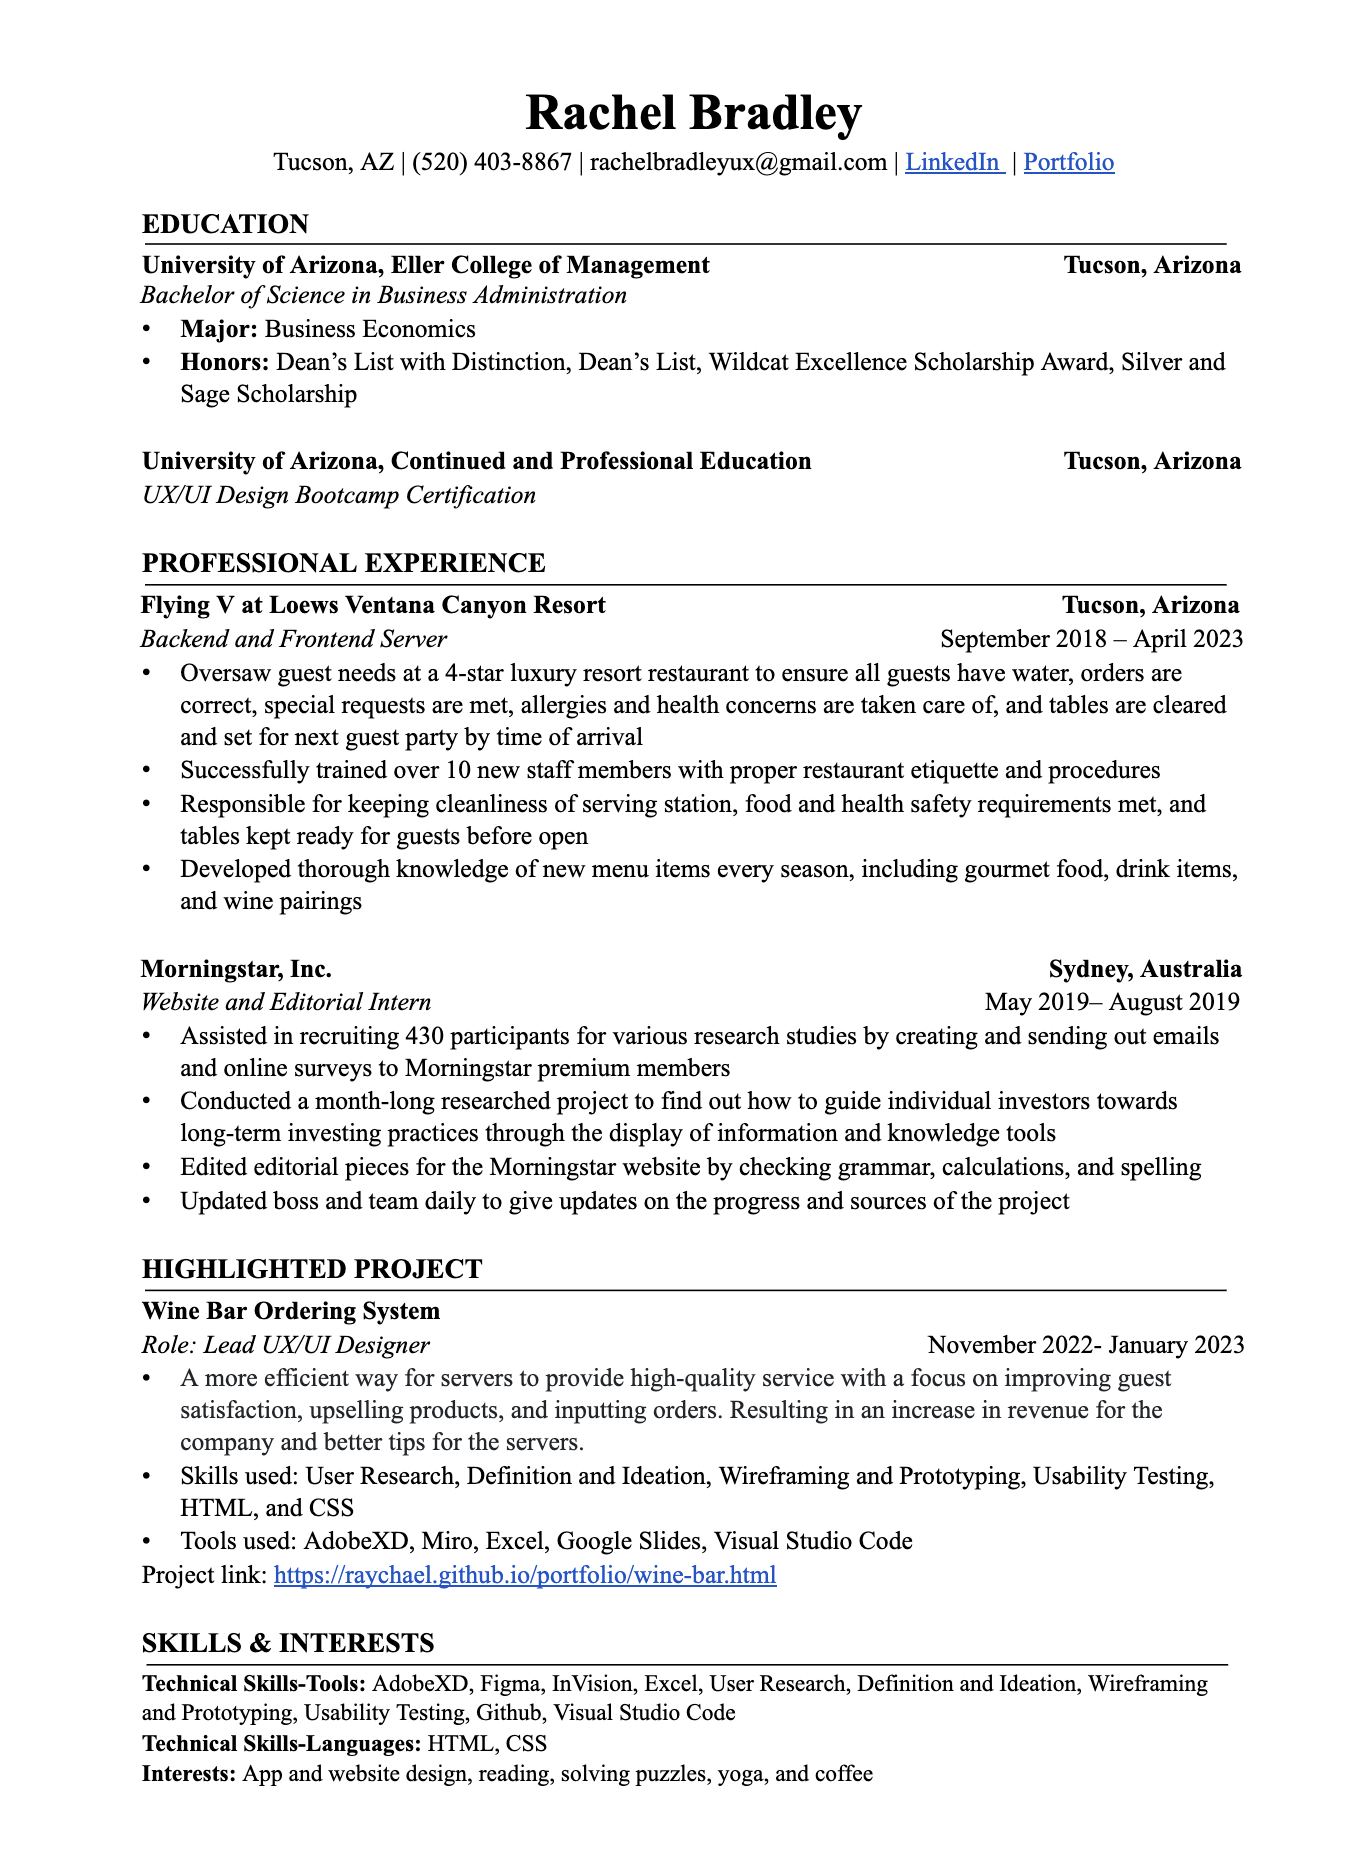 Rachel Bradley
Tucson, AZ | (520) 403-8867 | rachelbradleyux@gmail.com | LinkedIn | Portfolio
EDUCATION
University of Arizona, Eller College of Management Tucson, Arizona
Bachelor of Science in Business Administration
• Major: Business Economics
• Honors: Dean’s List with Distinction, Dean’s List, Wildcat Excellence Scholarship Award, Silver and
Sage Scholarship
University of Arizona, Continued and Professional Education Tucson, Arizona
UX/UI Design Bootcamp Certification
PROFESSIONAL EXPERIENCE
Flying V at Loews Ventana Canyon Resort Tucson, Arizona
Backend and Frontend Server September 2018 – April 2023
• Oversaw guest needs at a 4-star luxury resort restaurant to ensure all guests have water, orders are
correct, special requests are met, allergies and health concerns are taken care of, and tables are cleared
and set for next guest party by time of arrival
• Successfully trained over 10 new staff members with proper restaurant etiquette and procedures
• Responsible for keeping cleanliness of serving station, food and health safety requirements met, and
tables kept ready for guests before open
• Developed thorough knowledge of new menu items every season, including gourmet food, drink items,
and wine pairings
Morningstar, Inc. Sydney, Australia
Website and Editorial Intern May 2019– August 2019
• Assisted in recruiting 430 participants for various research studies by creating and sending out emails
and online surveys to Morningstar premium members
• Conducted a month-long researched project to find out how to guide individual investors towards
long-term investing practices through the display of information and knowledge tools
• Edited editorial pieces for the Morningstar website by checking grammar, calculations, and spelling
• Updated boss and team daily to give updates on the progress and sources of the project
HIGHLIGHTED PROJECT
Wine Bar Ordering System
Role: Lead UX/UI Designer November 2022- January 2023
• A more efficient way for servers to provide high-quality service with a focus on improving guest
satisfaction, upselling products, and inputting orders. Resulting in an increase in revenue for the
company and better tips for the servers.
• Skills used: User Research, Definition and Ideation, Wireframing and Prototyping, Usability Testing,
HTML, and CSS
• Tools used: AdobeXD, Miro, Excel, Google Slides, Visual Studio Code
Project link: https://raychael.github.io/portfolio/wine-bar.html
SKILLS & INTERESTS
Technical Skills-Tools: AdobeXD, Figma, InVision, Excel, User Research, Definition and Ideation, Wireframing
and Prototyping, Usability Testing, Github, Visual Studio Code
Technical Skills-Languages: HTML, CSS
Interests: App and website design, reading, solving puzzles, yoga, and coffee